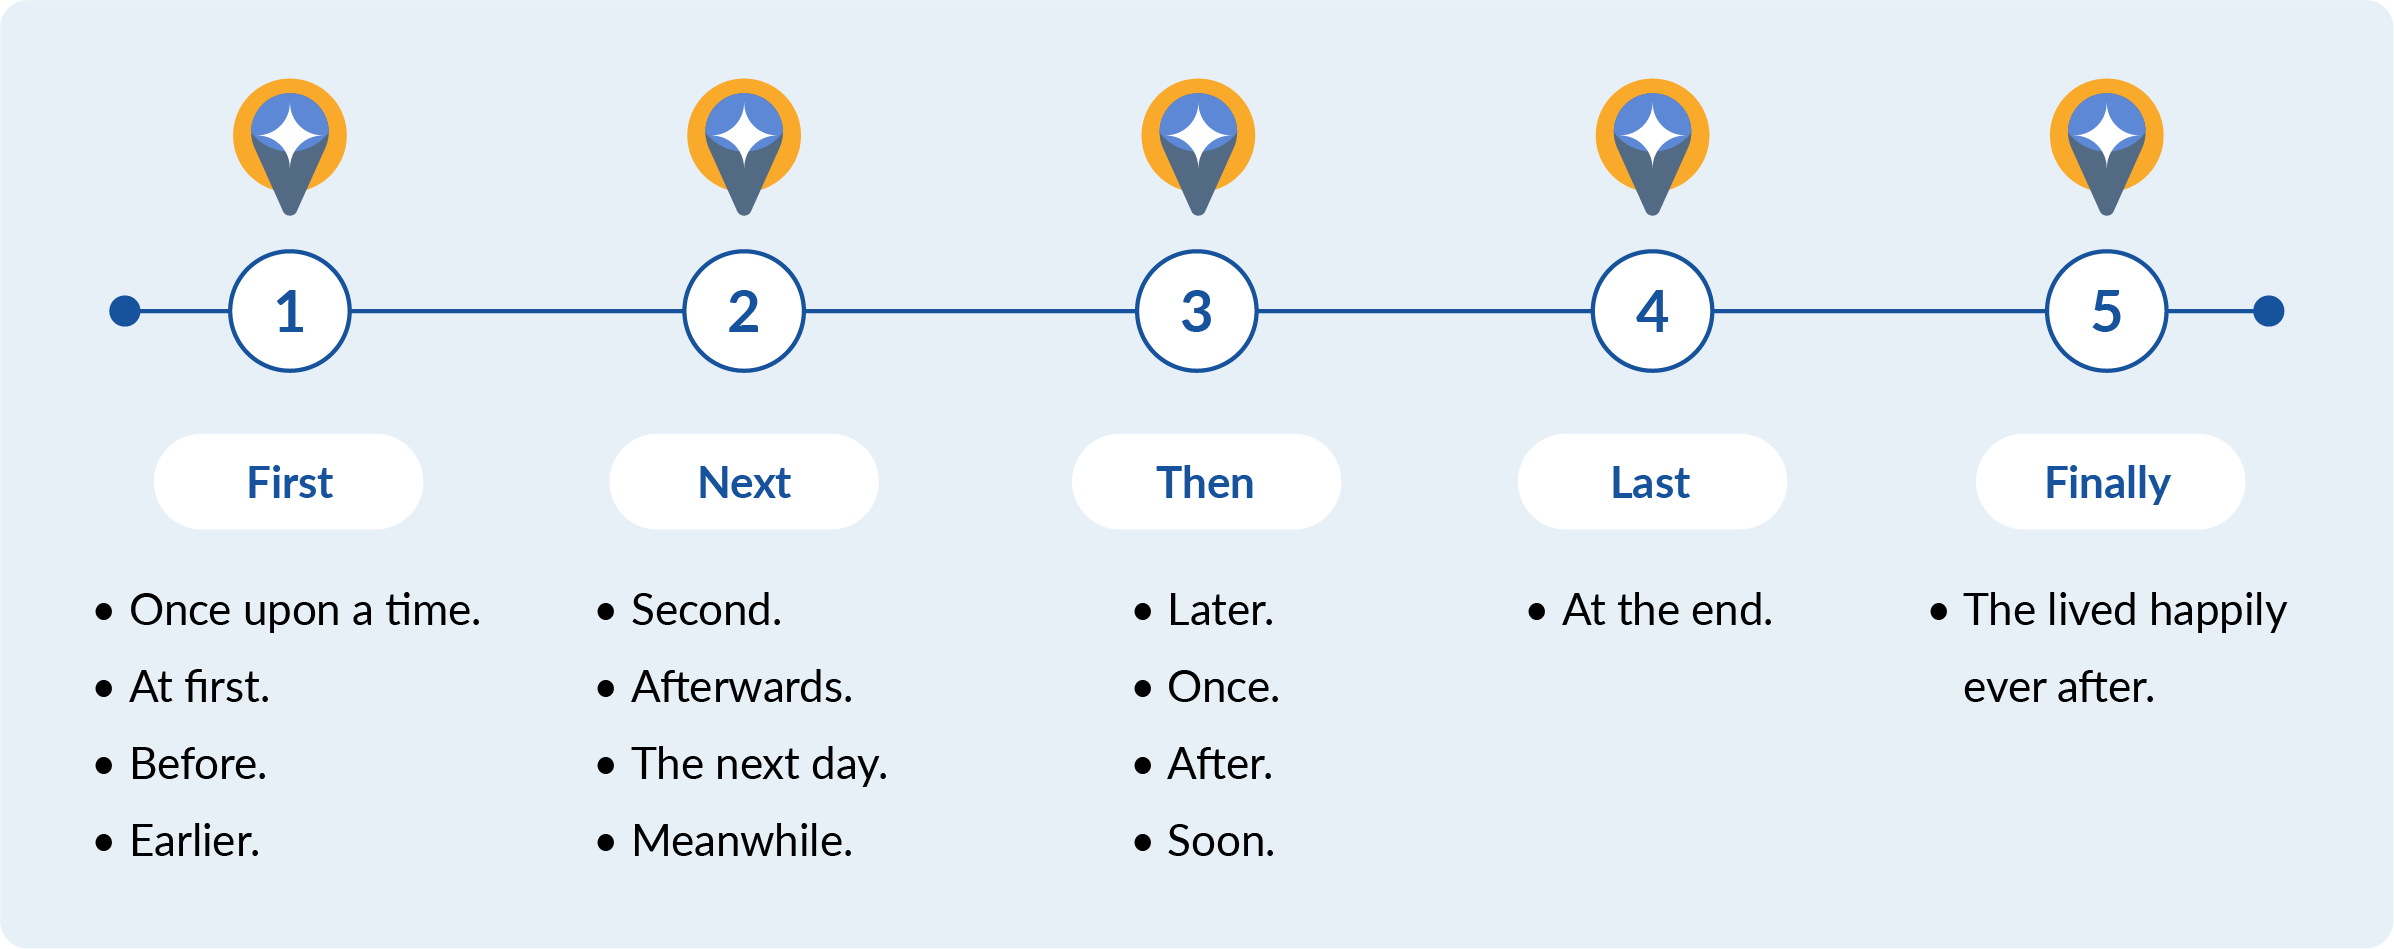 1
2
3
4
5
First
Next
Then
Last
Finally
• Once upon a time.
• At first.
• Before.
• Earlier.
• Second.
• Afterwards.
• The next day.
• Meanwhile.
• Later.
• Once.
• After.
• Soon.
• At the end.
• The lived happily
ever after.